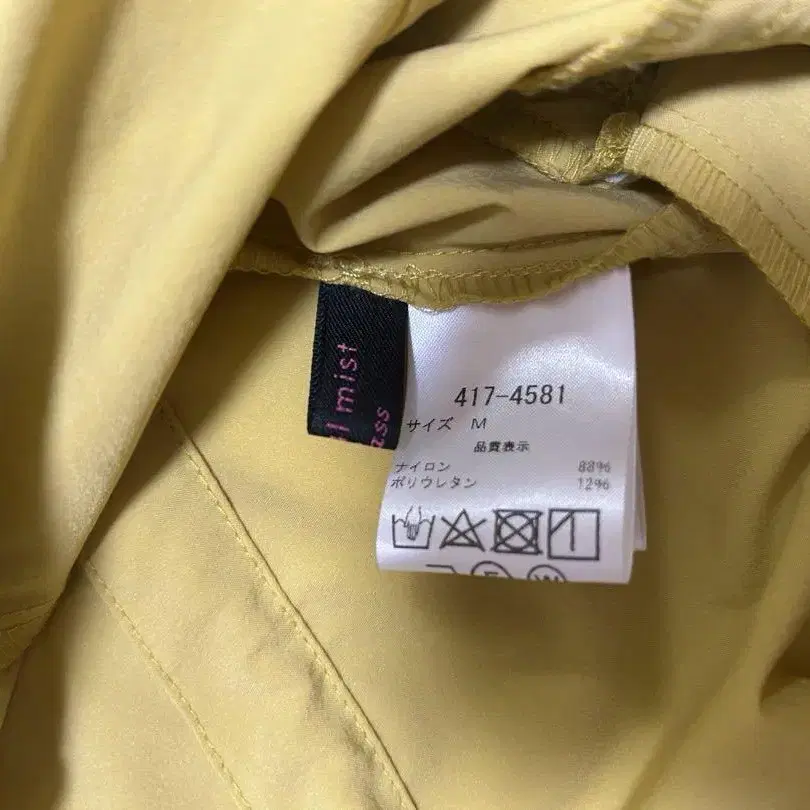 mist
417-4581
サイズ M
品質表示
ナイロン 88%
ポリウレタン 12%